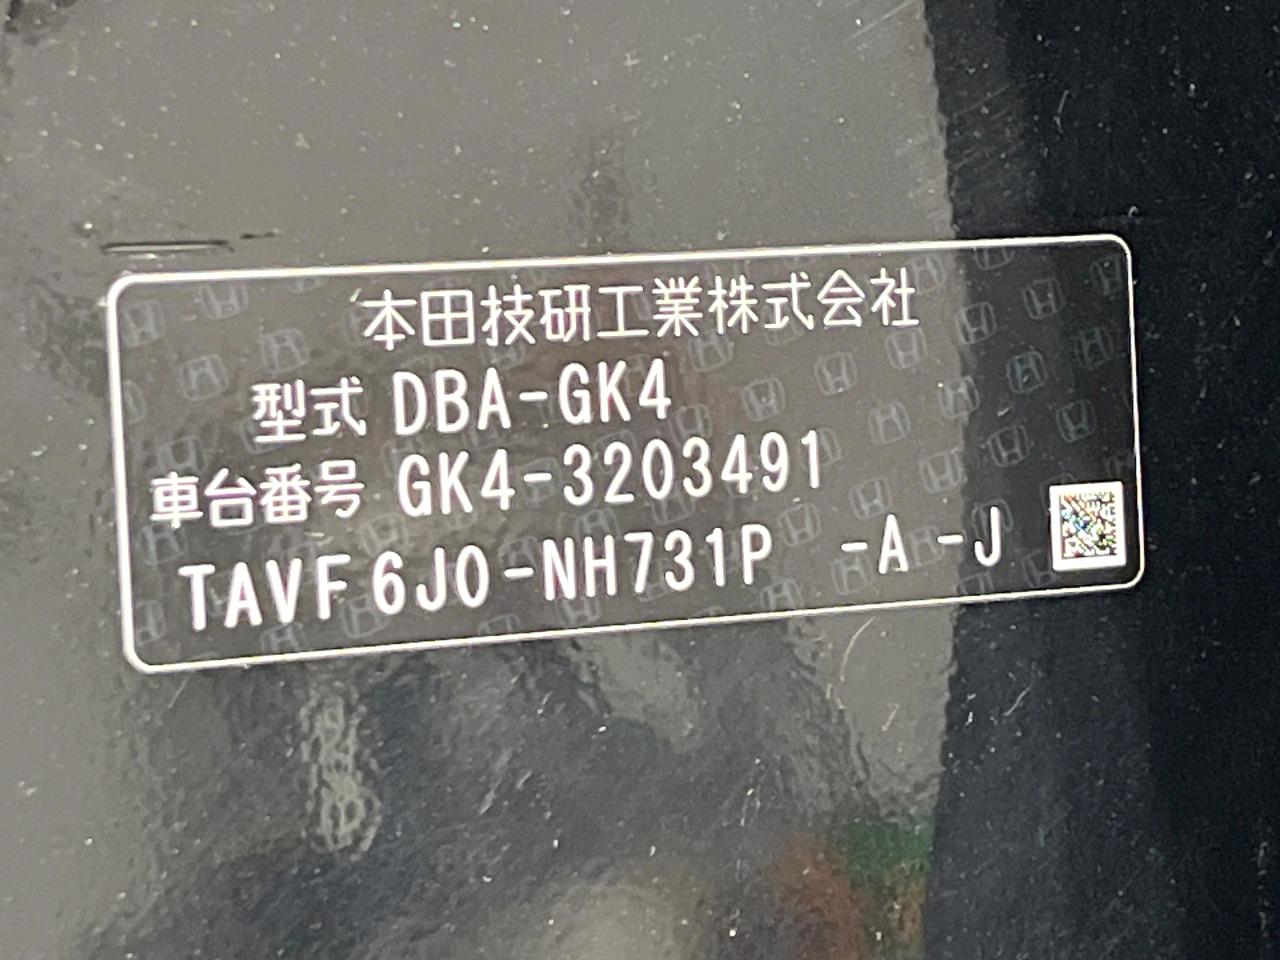 本田技研工業株式会社
型式 DBA-GK4
車台番号 GK4-3203491
TAVF6J0-NH731P -A-J